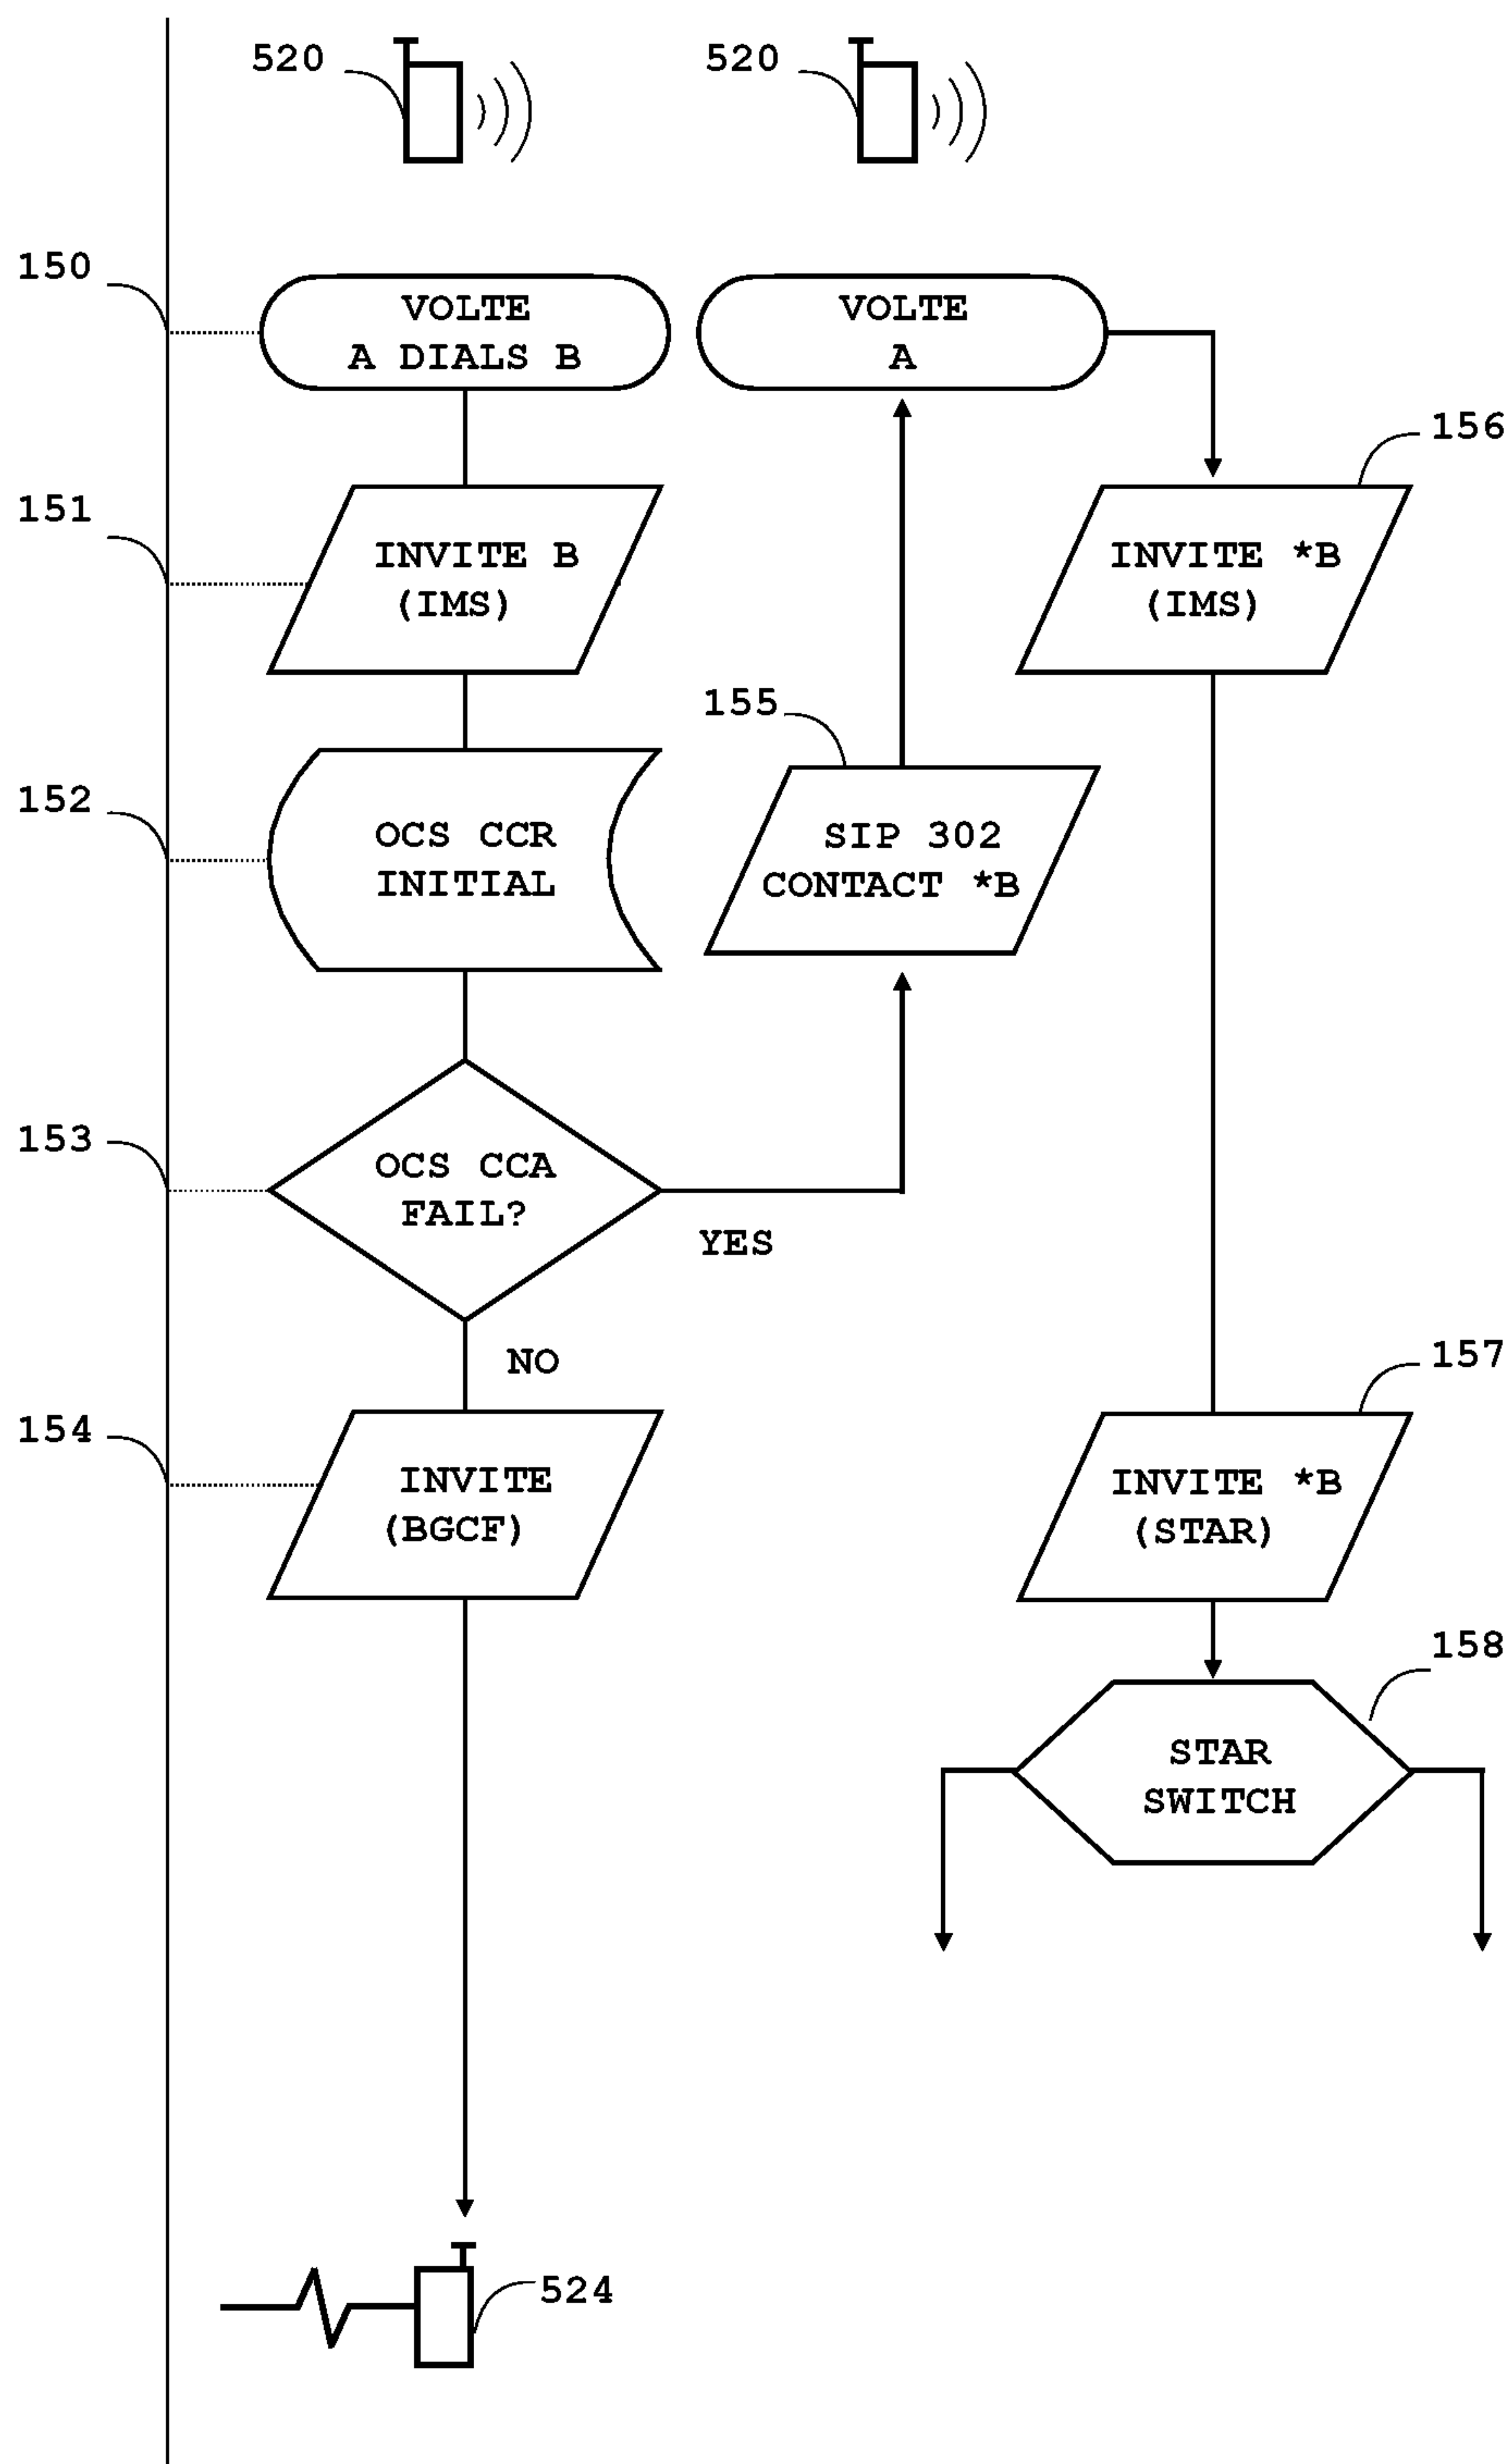 520
520
150
VOLTE
A DIALS B
VOLTE
A
156
151
INVITE B
(IMS)
INVITE *B
(IMS)
155
152
OCS CCR
INITIAL
SIP 302
CONTACT *B
153
OCS CCA
FAIL?
YES
NO
157
154
INVITE
(BGCF)
INVITE *B
(STAR)
158
STAR
SWITCH
524